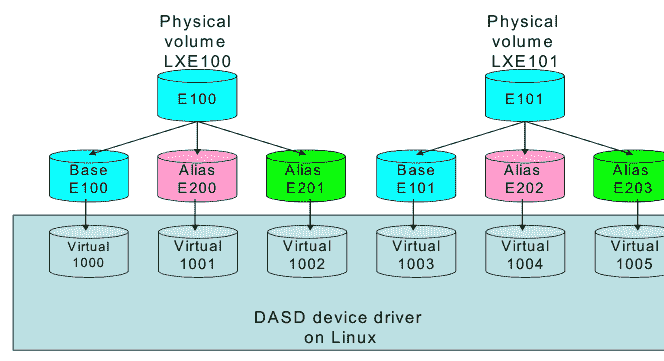 Physical
volume
LXE100
E100
Physical
volume
LXE101
E101
Base
E100
Alias
E200
Alias
E201
Base
E101
Alias
E202
Alias
E203
Virtual
1000
Virtual
1001
Virtual
1002
Virtual
1003
Virtual
1004
Virtual
1005
DASD device driver
on Linux